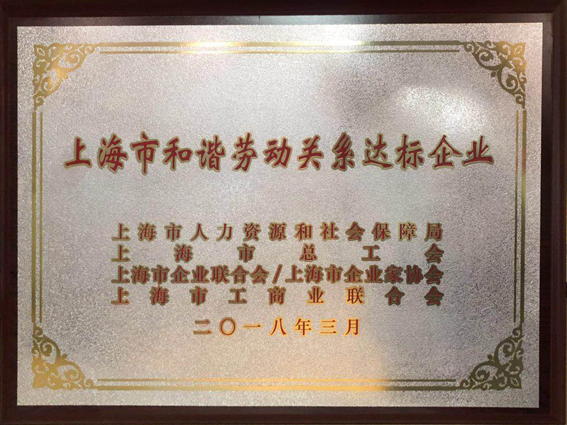 上海市和谐劳动关系达标企业
上海市人力资源和社会保障局
上海市总工会
上海市企业联合会/上海市企业家协会
上海市工商业联合会
二〇一八年三月